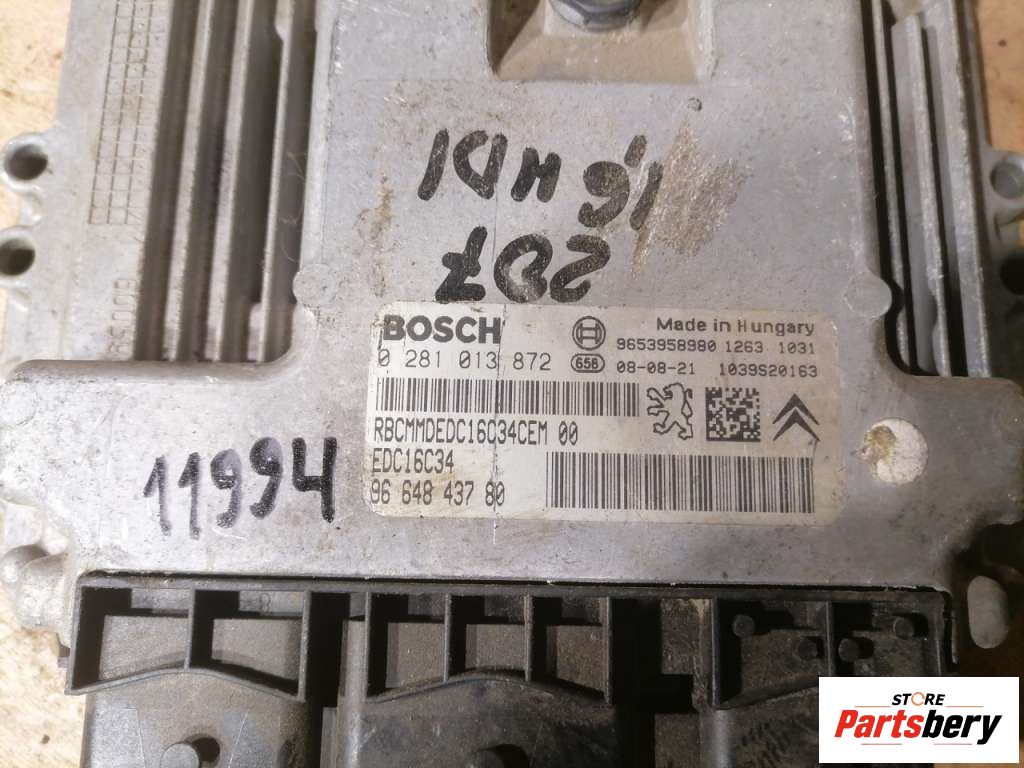 1,6 HDI
207
BOSCH
Made in Hungary
9653958980 1263 1031
0 281 013 872
658
08-08-21 1039S20163
RBCMMDEDC16C34CEM 00
EDC16C34
96 648 437 80
11994
STORE
Partsbery